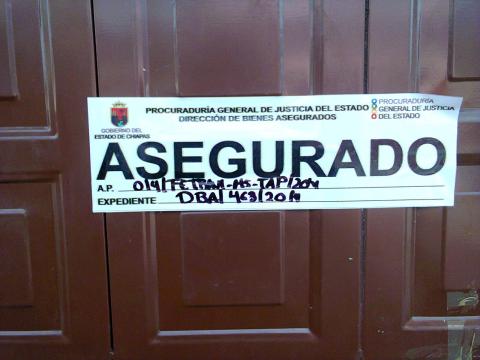 PROCURADURÍA GENERAL DE JUSTICIA DEL ESTADO
DIRECCIÓN DE BIENES ASEGURADOS
GOBIERNO DEL
ESTADO DE CHIAPAS
PROCURADURÍA
GENERAL DE JUSTICIA
DEL ESTADO
ASEGURADO
A.P.
EXPEDIENTE DBA/463/2014